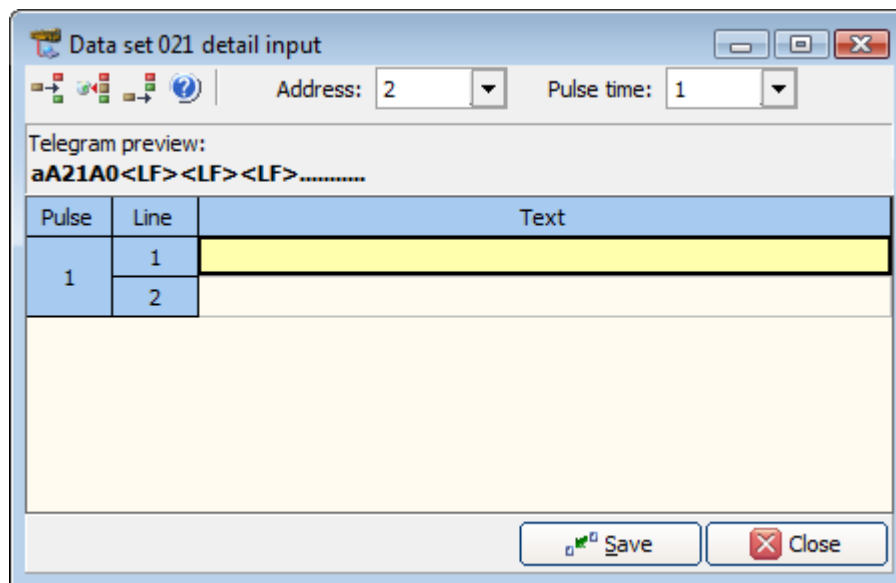 Data set 021 detail input
Address: 2 Pulse time: 1
Telegram preview:
aA21A0<LF><LF><LF>...........
Pulse Line Text
1 1
2
Save Close